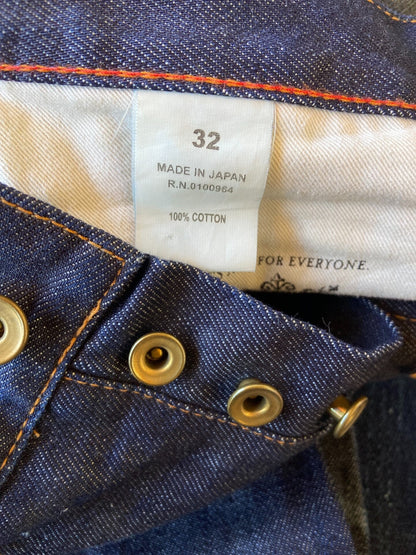 32
MADE IN JAPAN
R.N.0100964
100% COTTON
FOR EVERYONE.